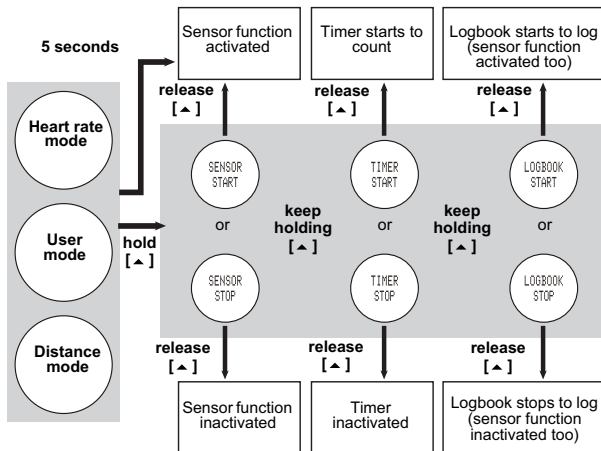 5 seconds
Sensor function
activated
Timer starts to
count
Logbook starts to log
(sensor function
activated too)
release
[▲]
release
[▲]
release
[▲]
Heart rate
mode
User
mode
Distance
mode
hold
[▲]
SENSOR
START
or
SENSOR
STOP
keep
holding
[▲]
TIMER
START
or
TIMER
STOP
keep
holding
[▲]
LOGBOOK
START
or
LOGBOOK
STOP
release
[▲]
release
[▲]
release
[▲]
Sensor function
inactivated
Timer
inactivated
Logbook stops to log
(sensor function
inactivated too)